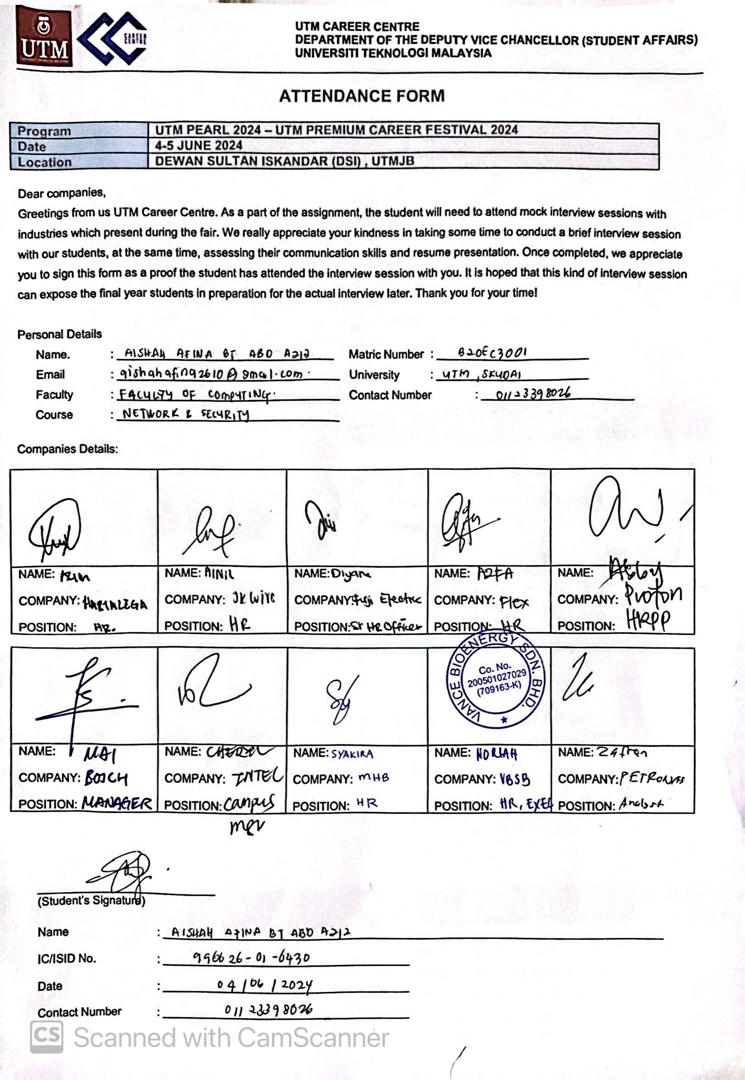 UTM
UTM CAREER CENTRE
DEPARTMENT OF THE DEPUTY VICE CHANCELLOR (STUDENT AFFAIRS)
UNIVERSITI TEKNOLOGI MALAYSIA
ATTENDANCE FORM
Program UTM PEARL 2024 – UTM PREMIUM CAREER FESTIVAL 2024
Date 4-5 JUNE 2024
Location DEWAN SULTAN ISKANDAR (DSI) , UTMJB
Dear companies,
Greetings from us UTM Career Centre. As a part of the assignment, the student will need to attend mock interview sessions with
industries which present during the fair. We really appreciate your kindness in taking some time to conduct a brief interview session
with our students, at the same time, assessing their communication skills and resume presentation. Once completed, we appreciate
you to sign this form as a proof the student has attended the interview session with you. It is hoped that this kind of interview session
can expose the final year students in preparation for the actual interview later. Thank you for your time!
Personal Details
Name. : AISHAH AFINA BT ABD AZIZ Matric Number : B20EC3001
Email : aishahafina2610@gmail.com. University : UTM, SKUDAI
Faculty : FACULTY OF COMPUTING. Contact Number : 01123398026
Course : NETWORK & SECURITY
Companies Details:
NAME: NAME: AINIL NAME: Diyana NAME: AZFA NAME: Abby
COMPANY: HARTALEGA COMPANY: JK Wire COMPANY: Fuji Electric COMPANY: Flex COMPANY: Proton
POSITION: HR. POSITION: HR POSITION: Sr HR Officer POSITION: HR POSITION: HRPP
VANCE BIOENERGY SDN. BHD.
Co. No.
200501027029
(709163-K)
NAME: MAI NAME: CHERYL NAME: SYAKIRA NAME: NORIAH NAME:
COMPANY: BOSCH COMPANY: INTEL COMPANY: MHB COMPANY: VBSB COMPANY: PETRONAS
POSITION: MANAGER POSITION: Campus POSITION: HR POSITION: HR, EXEC POSITION: Analyst
(Student's Signature)
Name : AISHAH AFINA BT ABD AZIZ
IC/ISID No. : 996626-01-6430
Date : 04/06/2024
Contact Number : 01123398026
CS Scanned with CamScanner